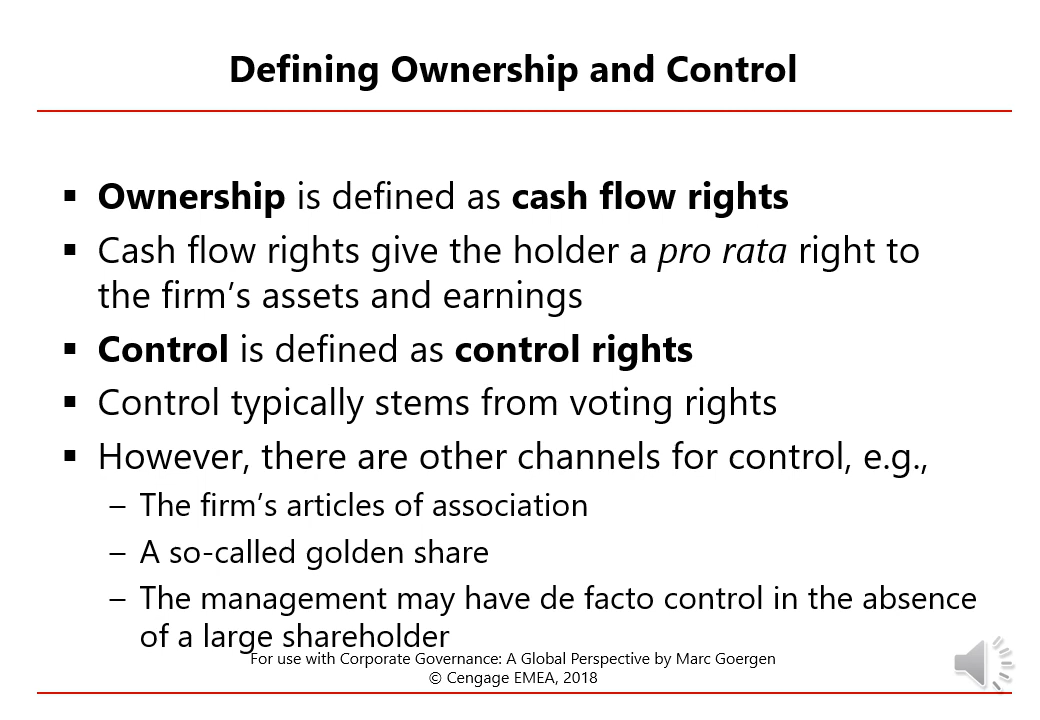 Defining Ownership and Control
▪ Ownership is defined as cash flow rights
▪ Cash flow rights give the holder a pro rata right to
the firm’s assets and earnings
▪ Control is defined as control rights
▪ Control typically stems from voting rights
▪ However, there are other channels for control, e.g.,
– The firm’s articles of association
– A so-called golden share
– The management may have de facto control in the absence
of a large shareholder
For use with Corporate Governance: A Global Perspective by Marc Goergen
© Cengage EMEA, 2018